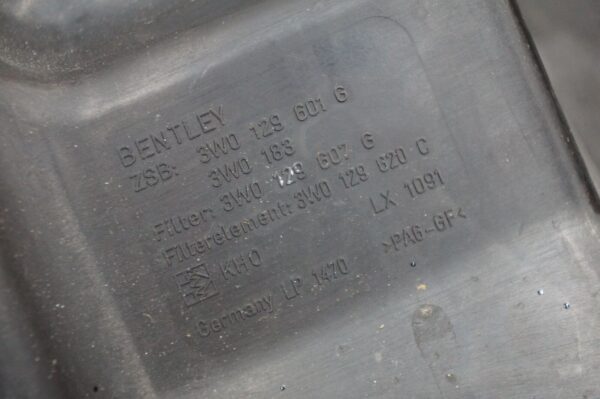 BENTLEY
ZSB: 3W0 129 601 G
3W0 183
Filter: 3W0 129 607 G
Filterelement: 3W0 129 620 C
LX 1091
KHO
>PA6-GF<
Germany LP 1470